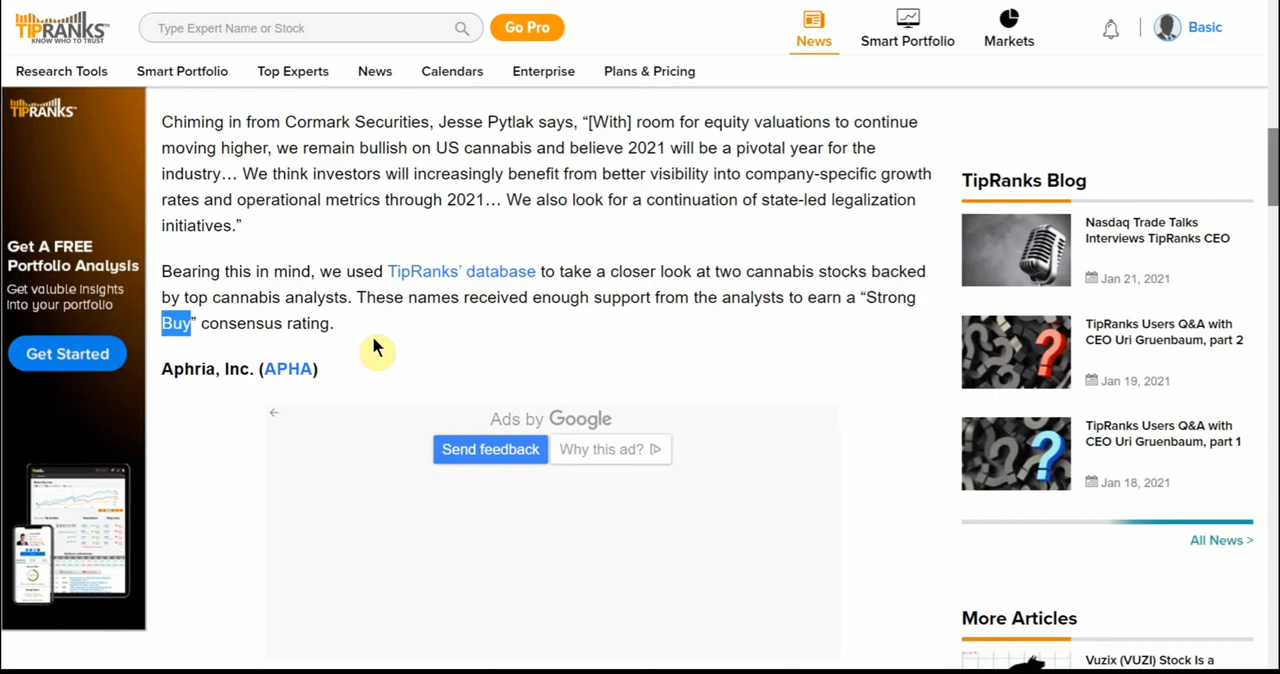 TIPRANKS
KNOW WHO TO TRUST
Type Expert Name or Stock
Go Pro
News
Smart Portfolio
Markets
Basic
Research Tools
Smart Portfolio
Top Experts
News
Calendars
Enterprise
Plans & Pricing
TIPRANKS
Get A FREE
Portfolio Analysis
Get valuble Insights
Into your portfolio
Get Started
Chiming in from Cormark Securities, Jesse Pytlak says, “[With] room for equity valuations to continue
moving higher, we remain bullish on US cannabis and believe 2021 will be a pivotal year for the
industry… We think investors will increasingly benefit from better visibility into company-specific growth
rates and operational metrics through 2021… We also look for a continuation of state-led legalization
initiatives.”
Bearing this in mind, we used TipRanks’ database to take a closer look at two cannabis stocks backed
by top cannabis analysts. These names received enough support from the analysts to earn a “Strong
Buy” consensus rating.
Aphria, Inc. (APHA)
Ads by Google
Send feedback
Why this ad?
TipRanks Blog
Nasdaq Trade Talks
Interviews TipRanks CEO
Jan 21, 2021
TipRanks Users Q&A with
CEO Uri Gruenbaum, part 2
Jan 19, 2021
TipRanks Users Q&A with
CEO Uri Gruenbaum, part 1
Jan 18, 2021
All News >
More Articles
Vuzix (VUZI) Stock Is a